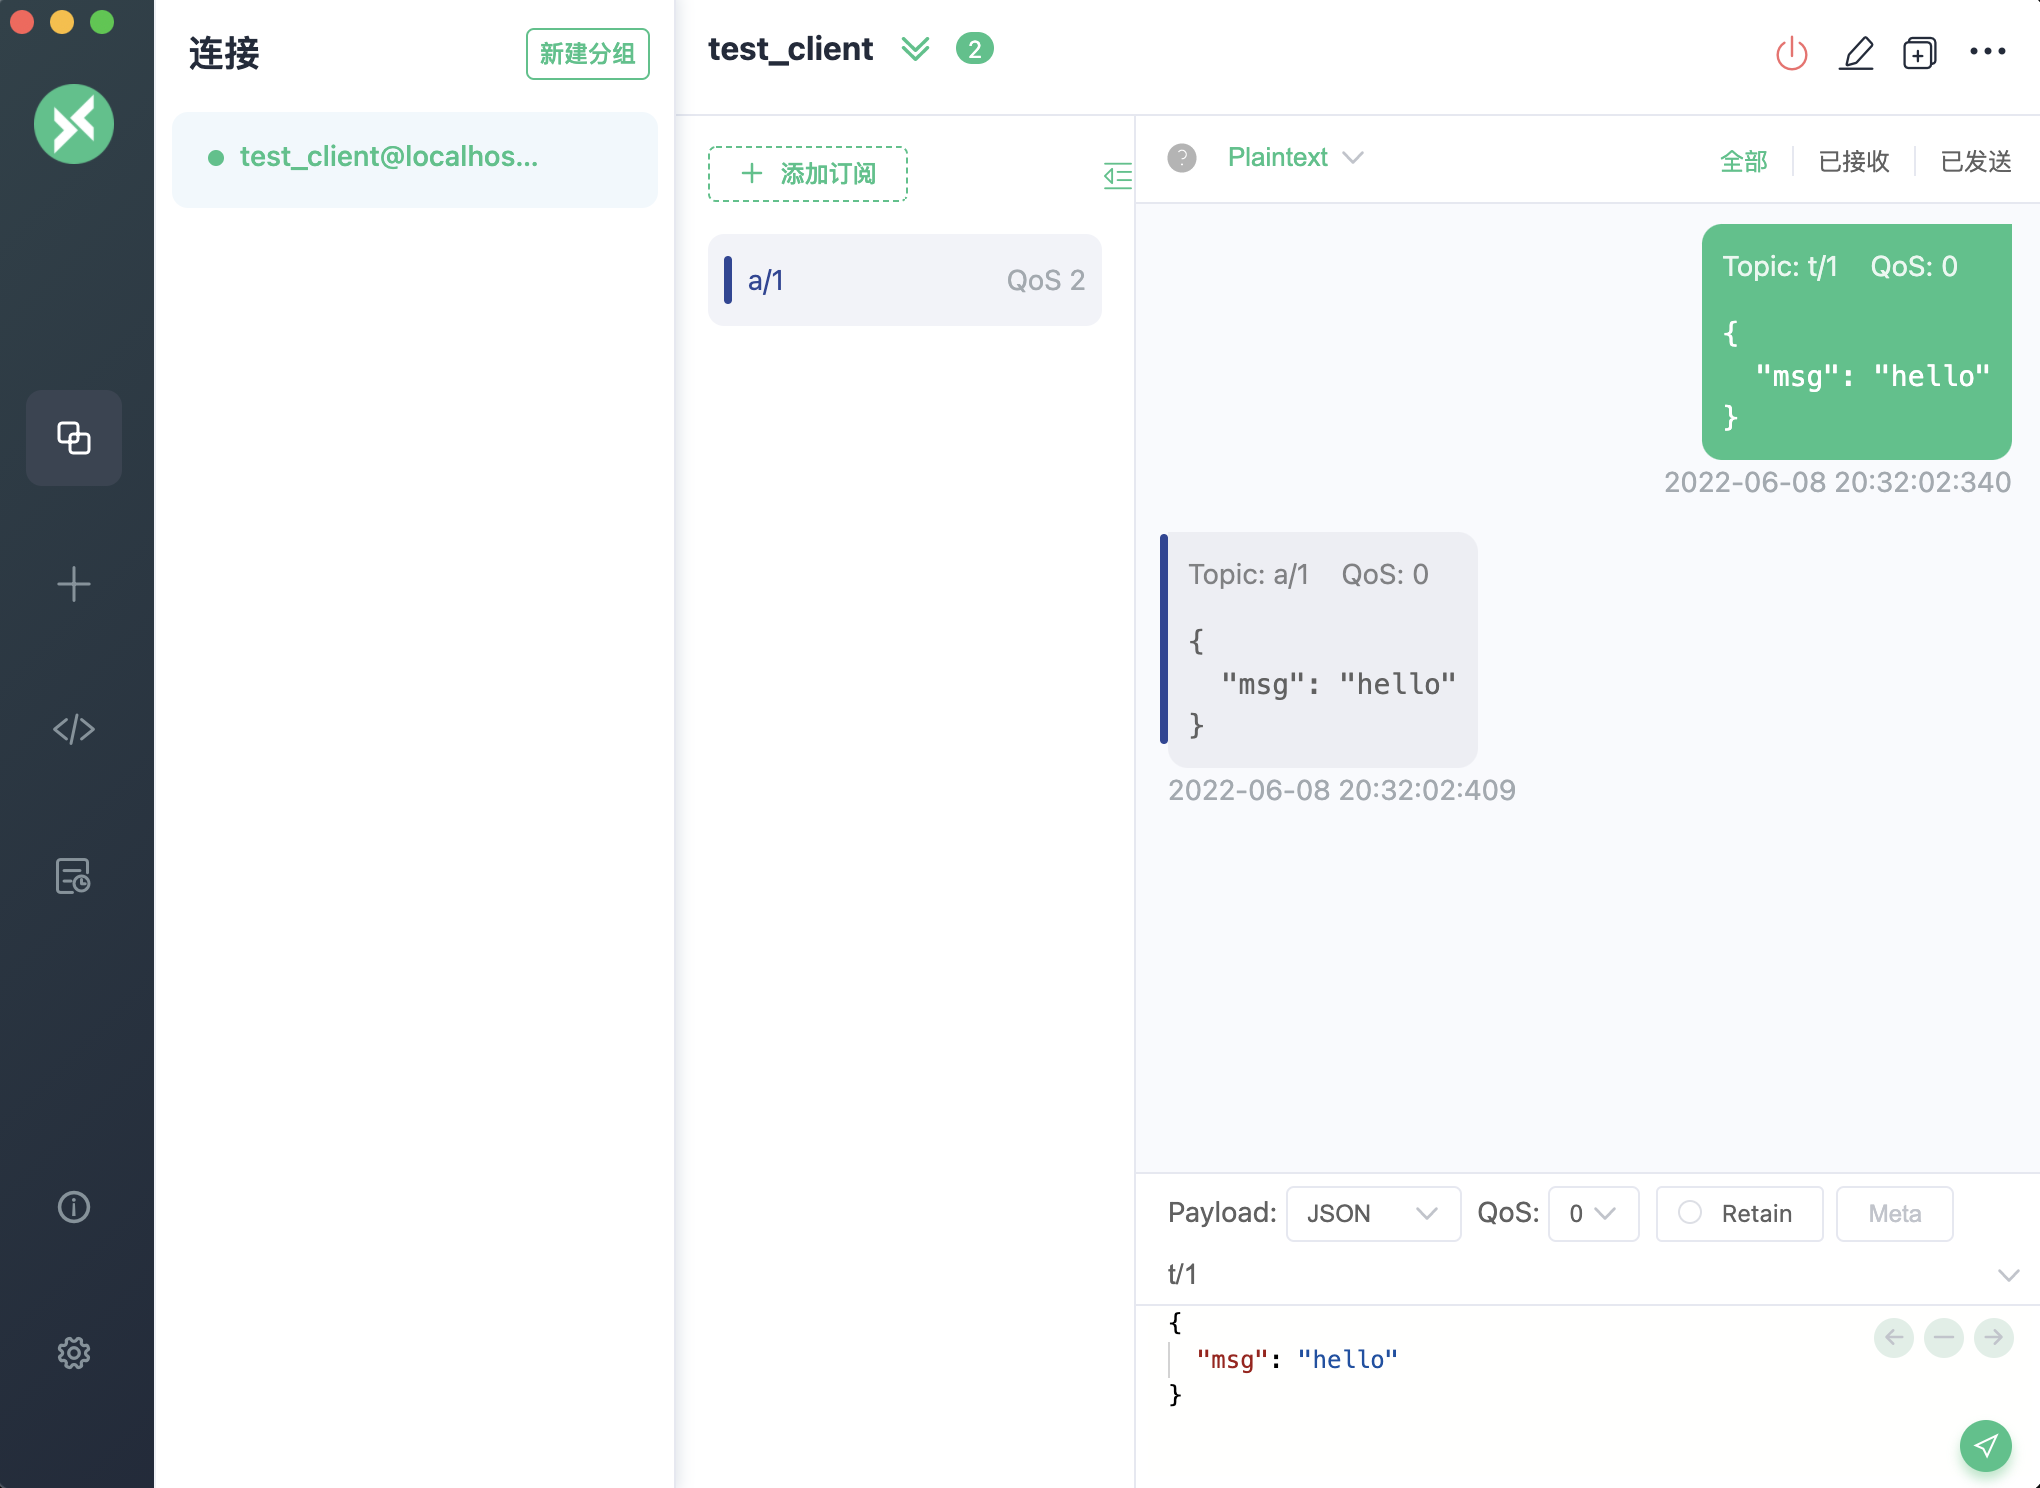 连接
新建分组
test_client@localhos...
test_client
2
添加订阅
a/1 QoS 2
Plaintext
全部
已接收
已发送
Topic: t/1 QoS: 0
{
"msg": "hello"
}
2022-06-08 20:32:02:340
Topic: a/1 QoS: 0
{
"msg": "hello"
}
2022-06-08 20:32:02:409
Payload: JSON QoS: 0 Retain Meta
t/1
{
"msg": "hello"
}